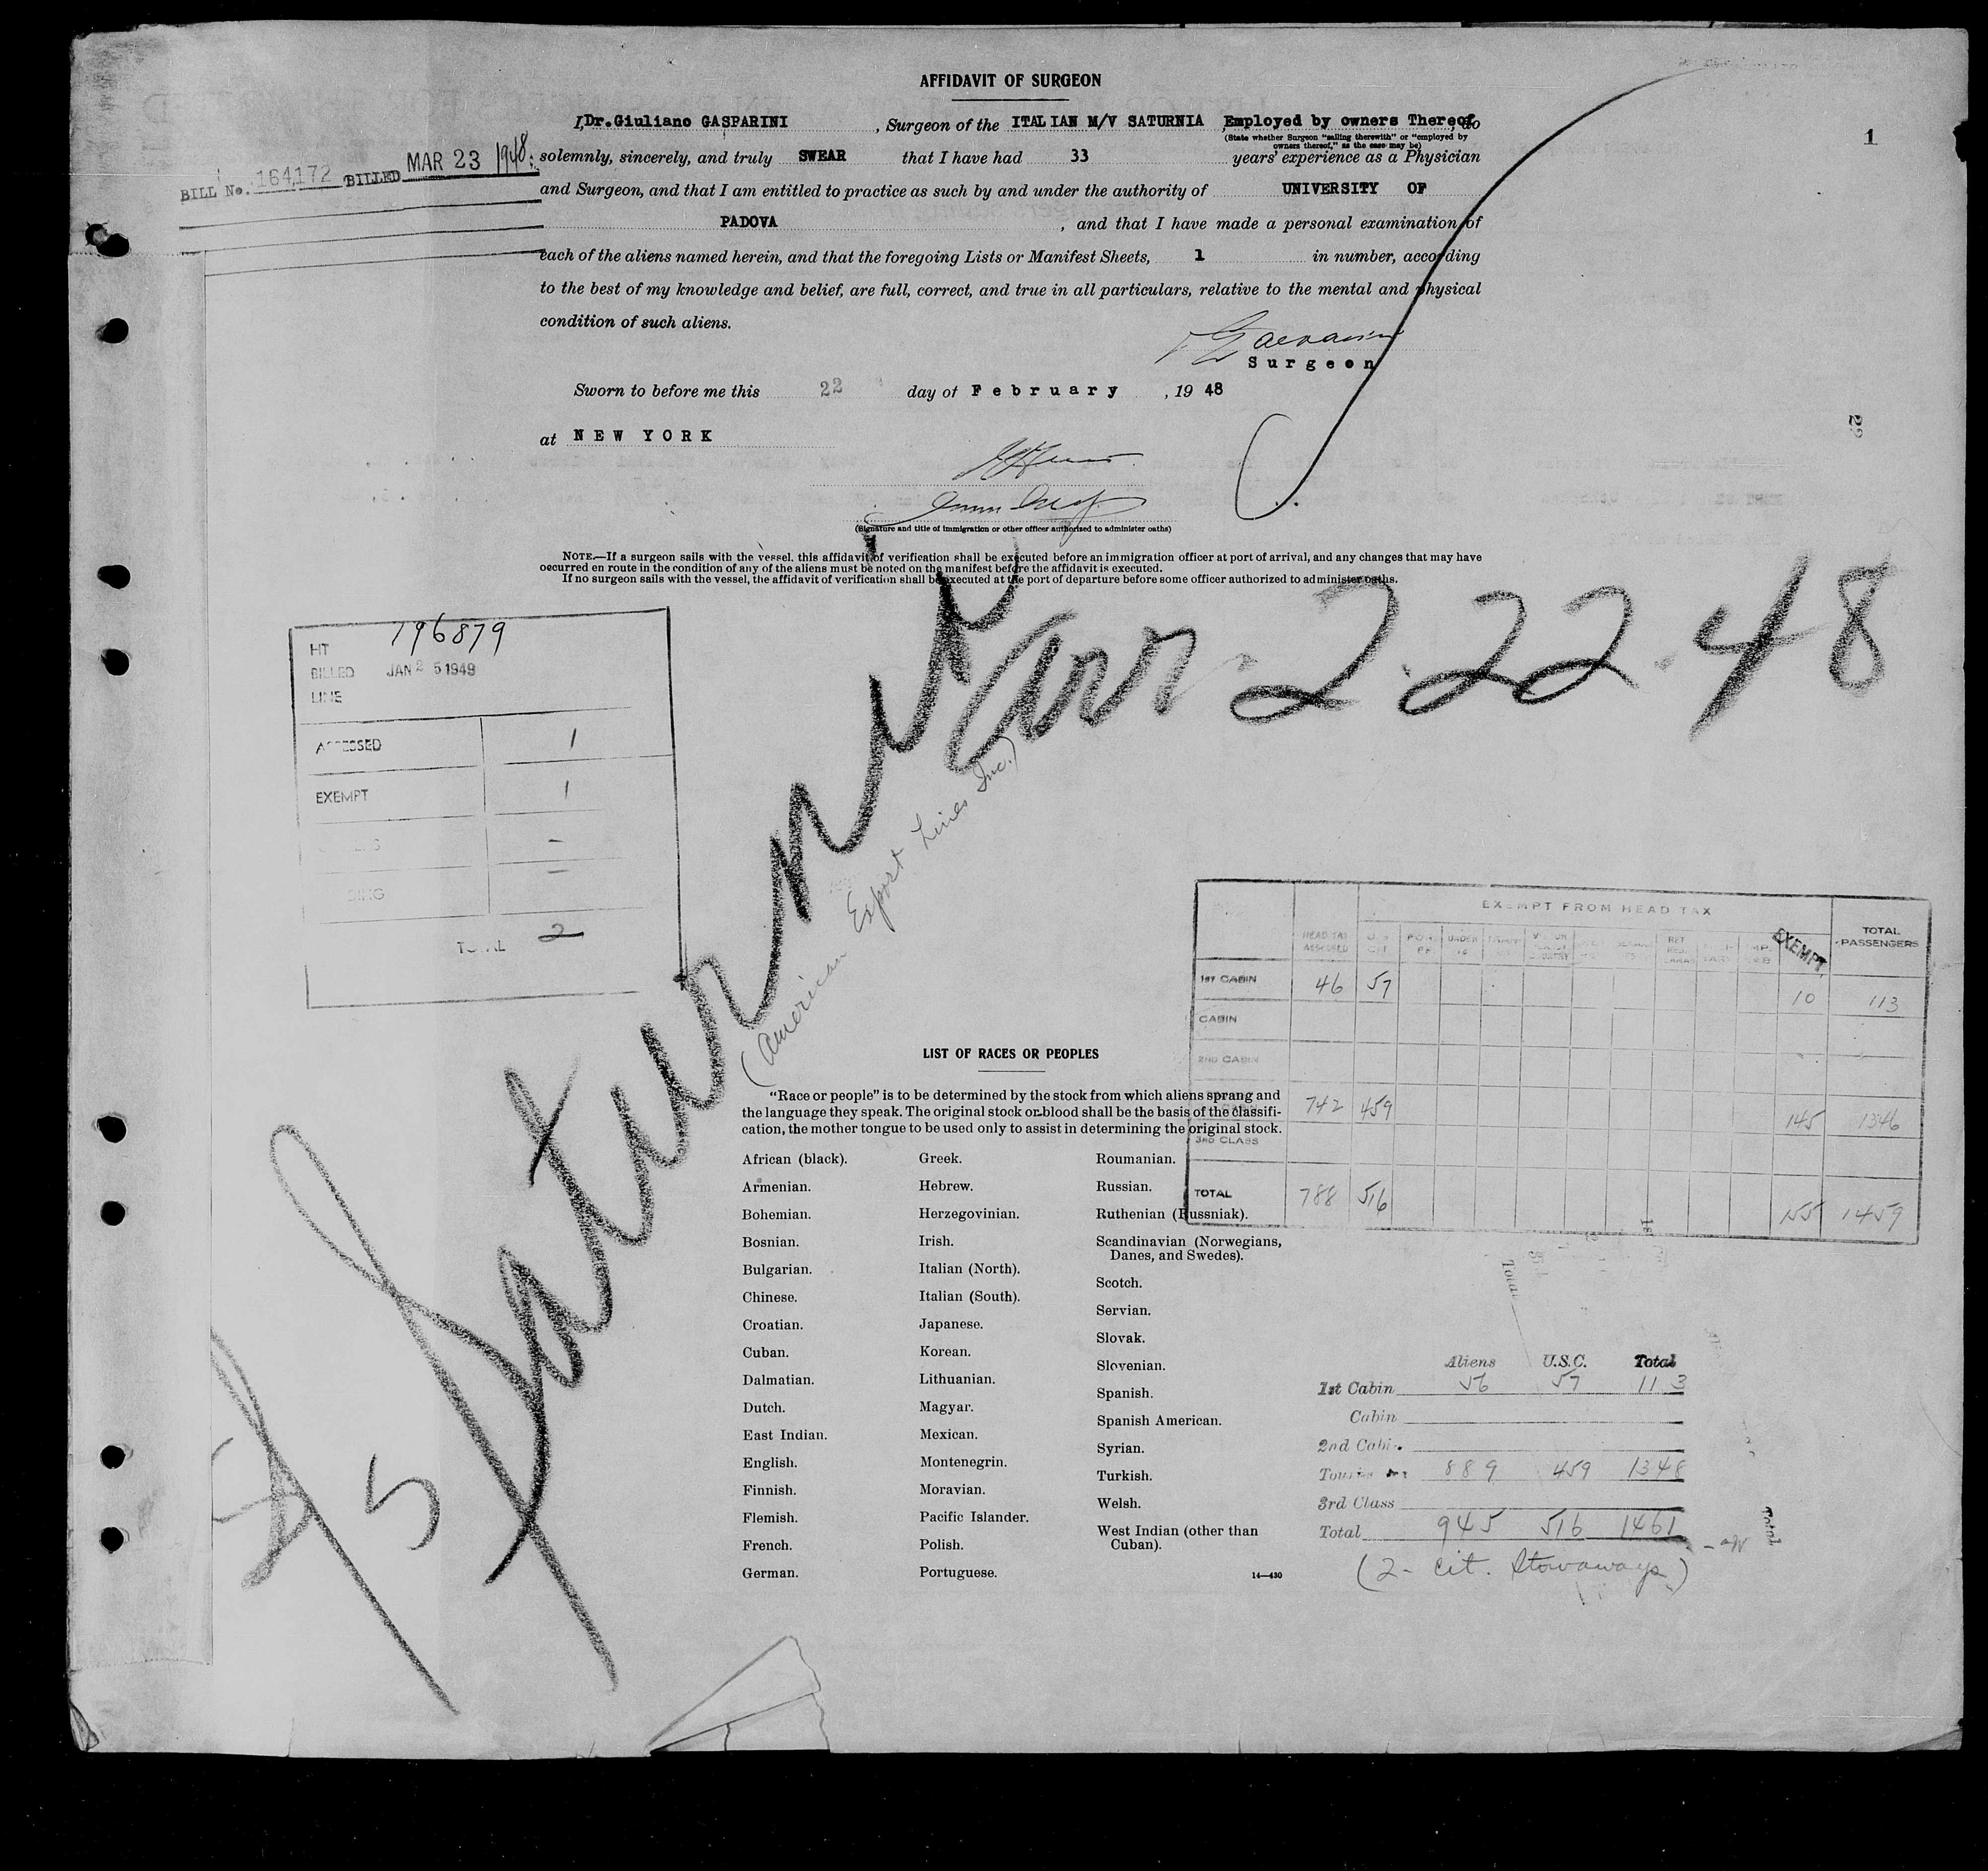 AFFIDAVIT OF SURGEON
1
I, Dr.Giuliano GASPARINI, Surgeon of the ITALIAN M/V SATURNIA Employed by owners Thereof, do
(State whether Surgeon "sailing therewith" or "employed by
owners thereof," as the case may be)
solemnly, sincerely, and truly SWEAR that I have had 33 years' experience as a Physician
BILL No. 164,172 BILLED MAR 23 1948
and Surgeon, and that I am entitled to practice as such by and under the authority of UNIVERSITY OF
PADOVA, and that I have made a personal examination of
each of the aliens named herein, and that the foregoing Lists or Manifest Sheets, 1 in number, according
to the best of my knowledge and belief, are full, correct, and true in all particulars, relative to the mental and physical
condition of such aliens.
Surgeon
Sworn to before me this 22 day of February, 19 48
at NEW YORK
22
(Signature and title of immigration or other officer authorized to administer oaths)
NOTE.—If a surgeon sails with the vessel, this affidavit of verification shall be executed before an immigration officer at port of arrival, and any changes that may have
occurred en route in the condition of any of the aliens must be noted on the manifest before the affidavit is executed.
If no surgeon sails with the vessel, the affidavit of verification shall be executed at the port of departure before some officer authorized to administer oaths.
HT 196879
BILLED JAN 25 1949
LINE
ASSESSED 1
EXEMPT 1
-
-
TOTAL 2
Saturnia
Arr. 2.22.48
(American Export Lines Inc.)
5
EXEMPT FROM HEAD TAX
HEAD TAX ASSESSED
UNDER 16
EXEMPT
TOTAL PASSENGERS
1ST CABIN 46 57 10 113
CABIN
2ND CABIN
742 459 145 1346
3RD CLASS
TOTAL 788 516 155 1459
LIST OF RACES OR PEOPLES
"Race or people" is to be determined by the stock from which aliens sprang and
the language they speak. The original stock or blood shall be the basis of the classifi-
cation, the mother tongue to be used only to assist in determining the original stock.
African (black).
Armenian.
Bohemian.
Bosnian.
Bulgarian.
Chinese.
Croatian.
Cuban.
Dalmatian.
Dutch.
East Indian.
English.
Finnish.
Flemish.
French.
German.
Greek.
Hebrew.
Herzegovinian.
Irish.
Italian (North).
Italian (South).
Japanese.
Korean.
Lithuanian.
Magyar.
Mexican.
Montenegrin.
Moravian.
Pacific Islander.
Polish.
Portuguese.
Roumanian.
Russian.
Ruthenian (Russniak).
Scandinavian (Norwegians,
Danes, and Swedes).
Scotch.
Servian.
Slovak.
Slovenian.
Spanish.
Spanish American.
Syrian.
Turkish.
Welsh.
West Indian (other than
Cuban).
14—430
Aliens U.S.C. Total
1st Cabin 56 57 113
Cabin
2nd Cabin
Tourist 889 459 1348
3rd Class
Total 945 516 1461
(2- cit. Stowaways)
Total
Total